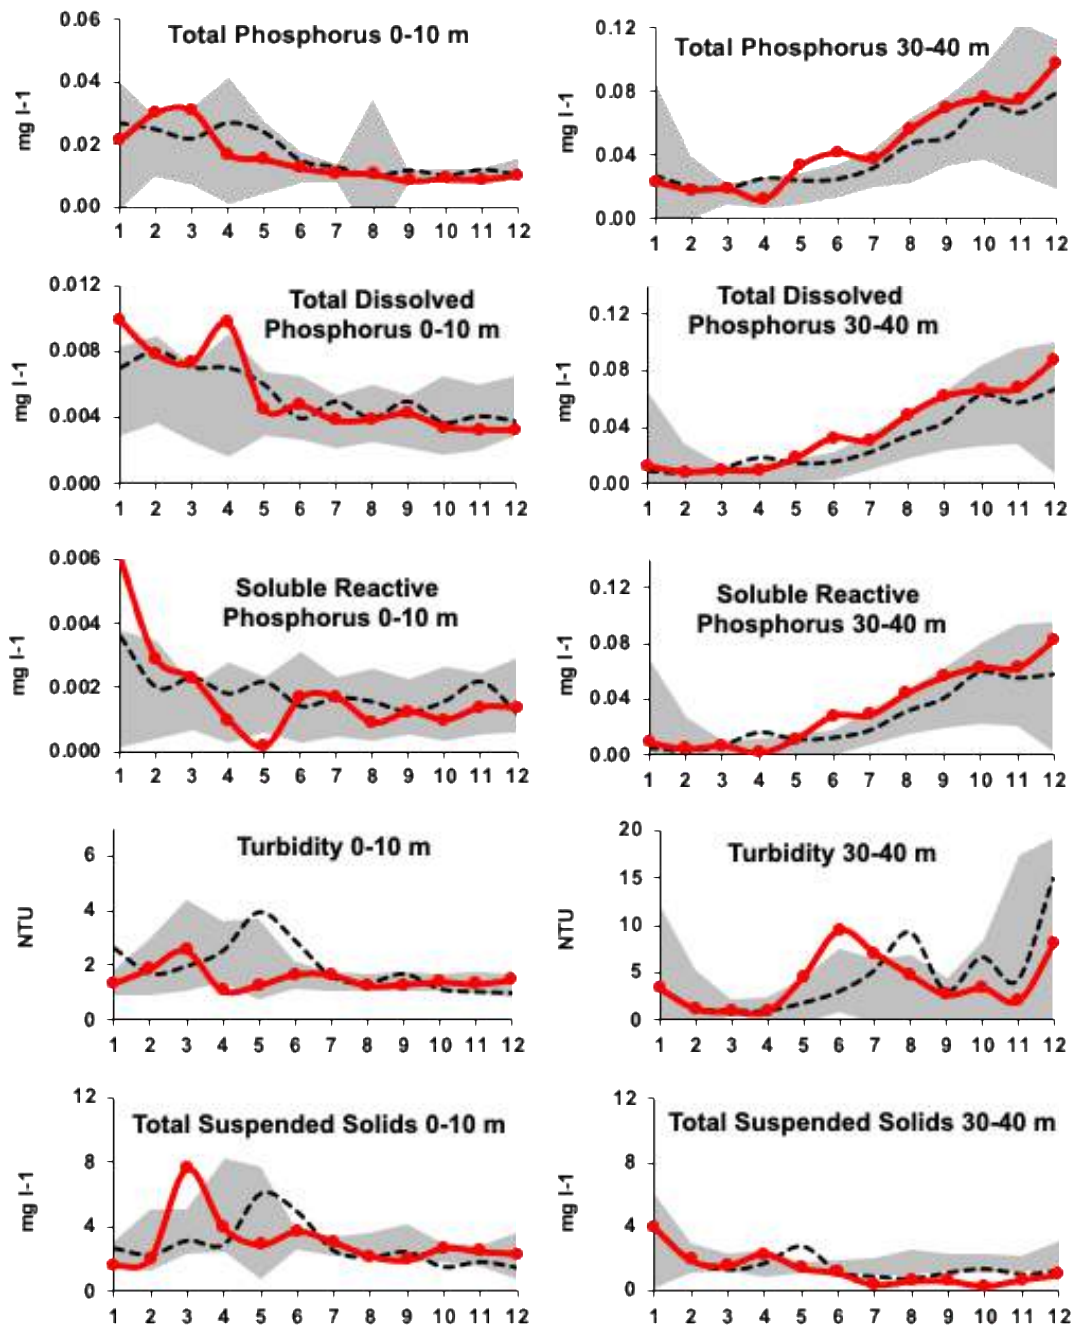 Total Phosphorus 0-10 m
mg l-1
0.06
0.04
0.02
0.00
1 2 3 4 5 6 7 8 9 10 11 12
Total Phosphorus 30-40 m
mg l-1
0.12
0.08
0.04
0.00
1 2 3 4 5 6 7 8 9 10 11 12
Total Dissolved
Phosphorus 0-10 m
mg l-1
0.012
0.008
0.004
0.000
1 2 3 4 5 6 7 8 9 10 11 12
Total Dissolved
Phosphorus 30-40 m
mg l-1
0.12
0.08
0.04
0.00
1 2 3 4 5 6 7 8 9 10 11 12
Soluble Reactive
Phosphorus 0-10 m
mg l-1
0.006
0.004
0.002
0.000
1 2 3 4 5 6 7 8 9 10 11 12
Soluble Reactive
Phosphorus 30-40 m
mg l-1
0.12
0.08
0.04
0.00
1 2 3 4 5 6 7 8 9 10 11 12
Turbidity 0-10 m
NTU
6
4
2
0
1 2 3 4 5 6 7 8 9 10 11 12
Turbidity 30-40 m
NTU
20
15
10
5
0
1 2 3 4 5 6 7 8 9 10 11 12
Total Suspended Solids 0-10 m
mg l-1
12
8
4
0
1 2 3 4 5 6 7 8 9 10 11 12
Total Suspended Solids 30-40 m
mg l-1
12
8
4
0
1 2 3 4 5 6 7 8 9 10 11 12